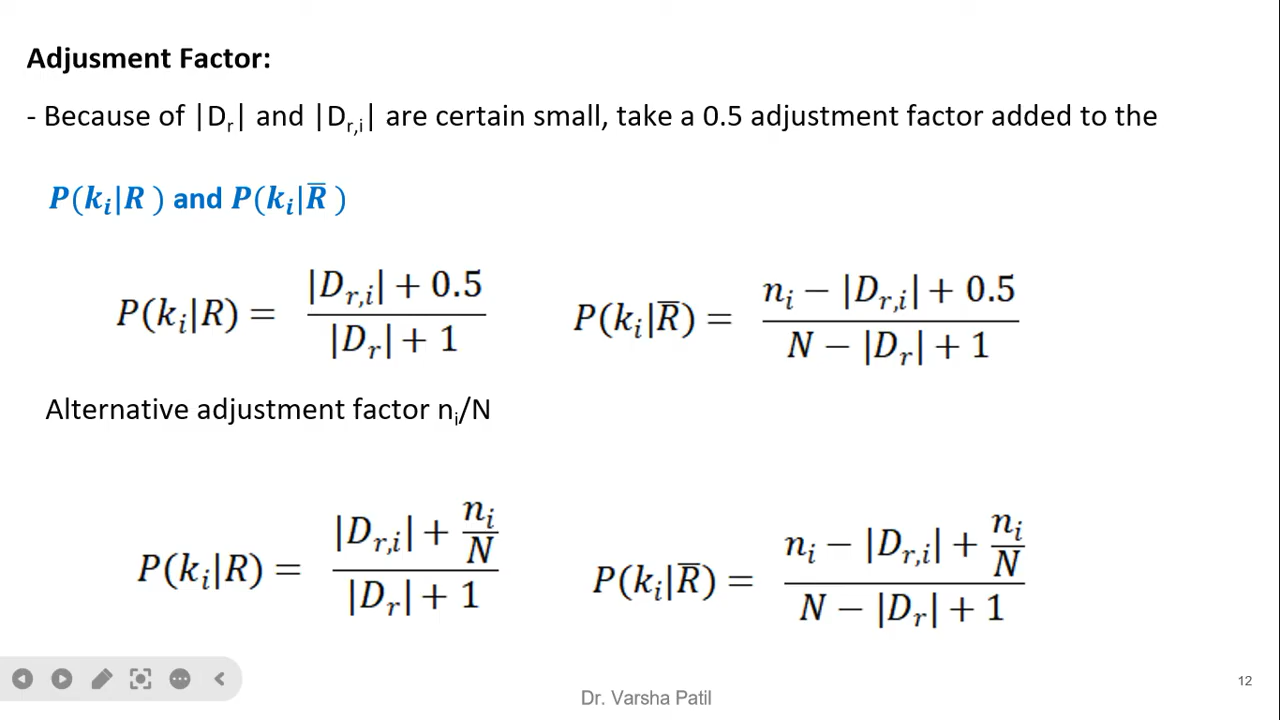 Adjusment Factor:
- Because of |Dr| and |Dr,i| are certain small, take a 0.5 adjustment factor added to the
P(ki|R ) and P(ki|R̅ )
P(ki|R) = (|Dr,i| + 0.5) / (|Dr| + 1)    P(ki|R̅) = (ni − |Dr,i| + 0.5) / (N − |Dr| + 1)
Alternative adjustment factor ni/N
P(ki|R) = (|Dr,i| + ni/N) / (|Dr| + 1)    P(ki|R̅) = (ni − |Dr,i| + ni/N) / (N − |Dr| + 1)
12
Dr. Varsha Patil